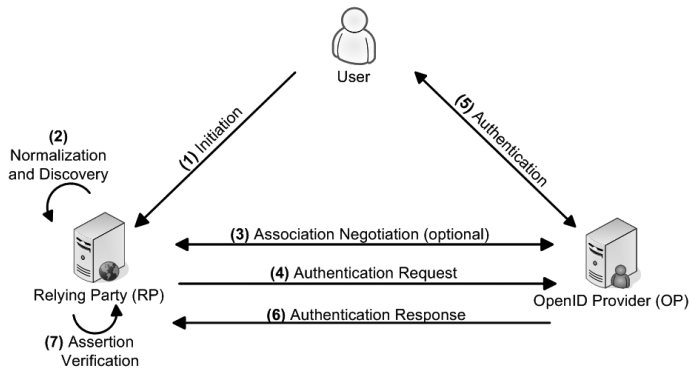 User
(1) Initiation
(5) Authentication
(2)
Normalization
and Discovery
(3) Association Negotiation (optional)
(4) Authentication Request
Relying Party (RP)
OpenID Provider (OP)
(6) Authentication Response
(7) Assertion
Verification